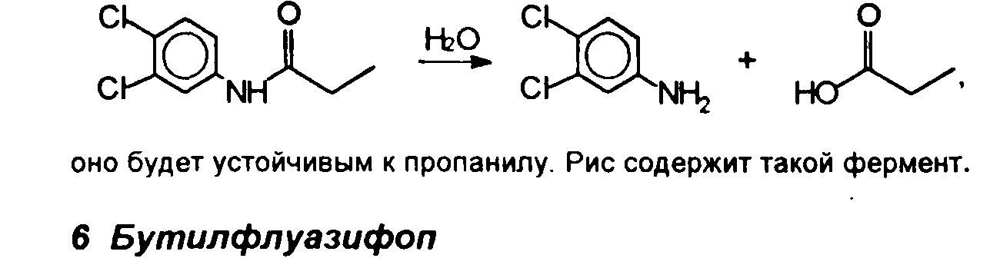 Cl O H₂O Cl O
+
Cl NH Cl NH₂ HO ,
оно будет устойчивым к пропанилу. Рис содержит такой фермент.
6 Бутилфлуазифоп